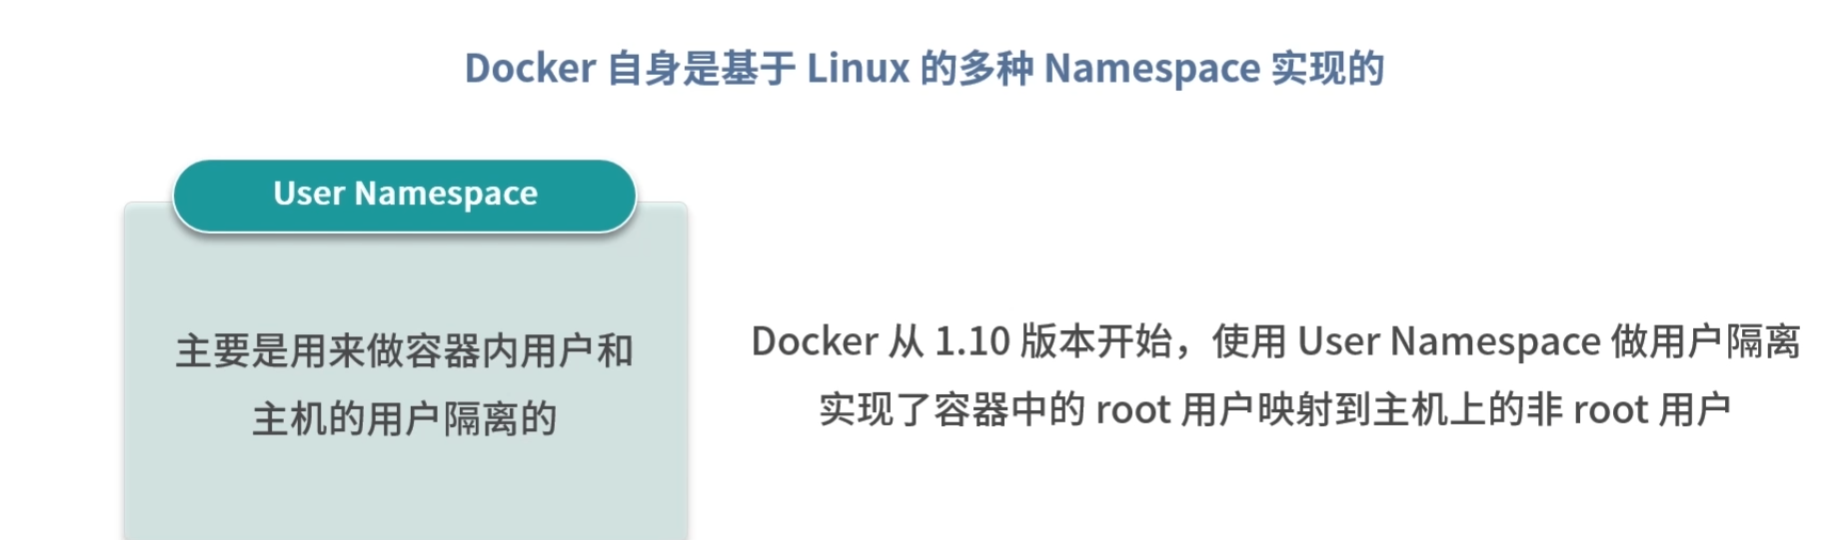 Docker 自身是基于 Linux 的多种 Namespace 实现的
User Namespace
主要是用来做容器内用户和
主机的用户隔离的
Docker 从 1.10 版本开始，使用 User Namespace 做用户隔离
实现了容器中的 root 用户映射到主机上的非 root 用户